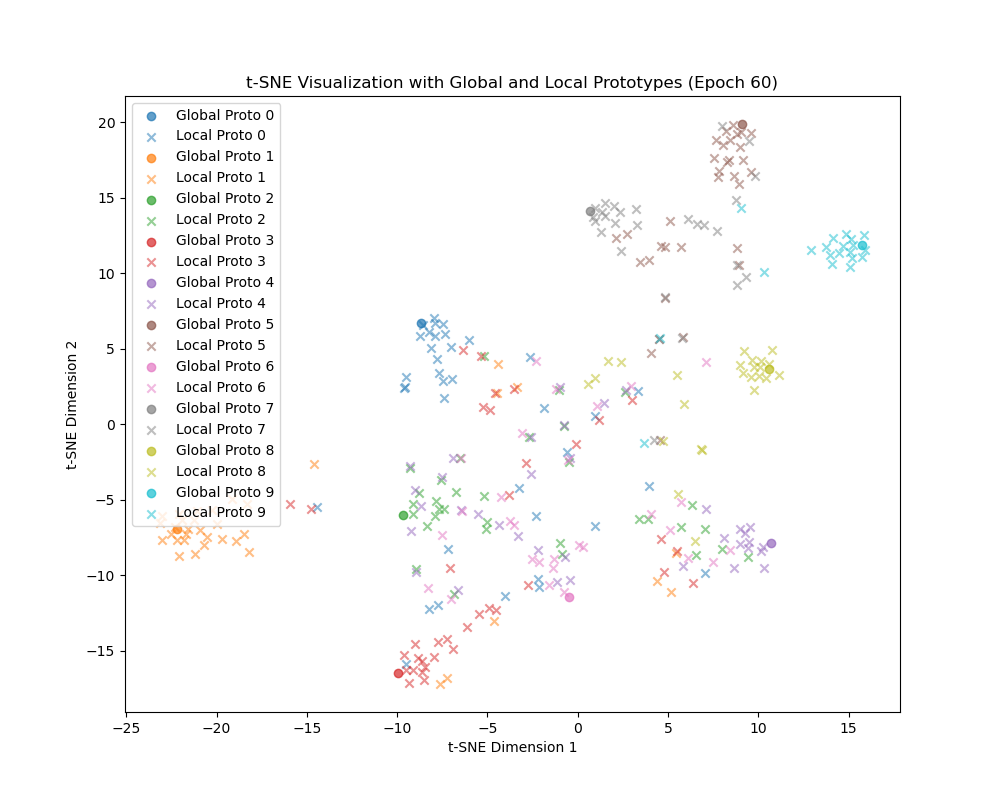 t-SNE Visualization with Global and Local Prototypes (Epoch 60)
Global Proto 0
Local Proto 0
Global Proto 1
Local Proto 1
Global Proto 2
Local Proto 2
Global Proto 3
Local Proto 3
Global Proto 4
Local Proto 4
Global Proto 5
Local Proto 5
Global Proto 6
Local Proto 6
Global Proto 7
Local Proto 7
Global Proto 8
Local Proto 8
Global Proto 9
Local Proto 9
20
15
10
5
0
−5
−10
−15
t-SNE Dimension 2
−25 −20 −15 −10 −5 0 5 10 15
t-SNE Dimension 1